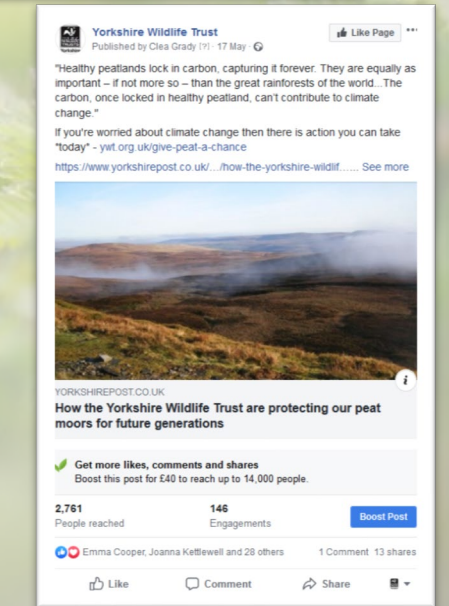 Yorkshire Wildlife Trust
Like Page
Published by Clea Grady [?] · 17 May ·
"Healthy peatlands lock in carbon, capturing it forever. They are equally as
important – if not more so – than the great rainforests of the world...The
carbon, once locked in healthy peatland, can't contribute to climate
change."
If you're worried about climate change then there is action you can take
*today* - ywt.org.uk/give-peat-a-chance
https://www.yorkshirepost.co.uk/…/how-the-yorkshire-wildlif…... See more
i
YORKSHIREPOST.CO.UK
How the Yorkshire Wildlife Trust are protecting our peat
moors for future generations
Get more likes, comments and shares
Boost this post for £40 to reach up to 14,000 people.
2,761
People reached
146
Engagements
Boost Post
Emma Cooper, Joanna Kettlewell and 28 others
1 Comment 13 shares
Like
Comment
Share